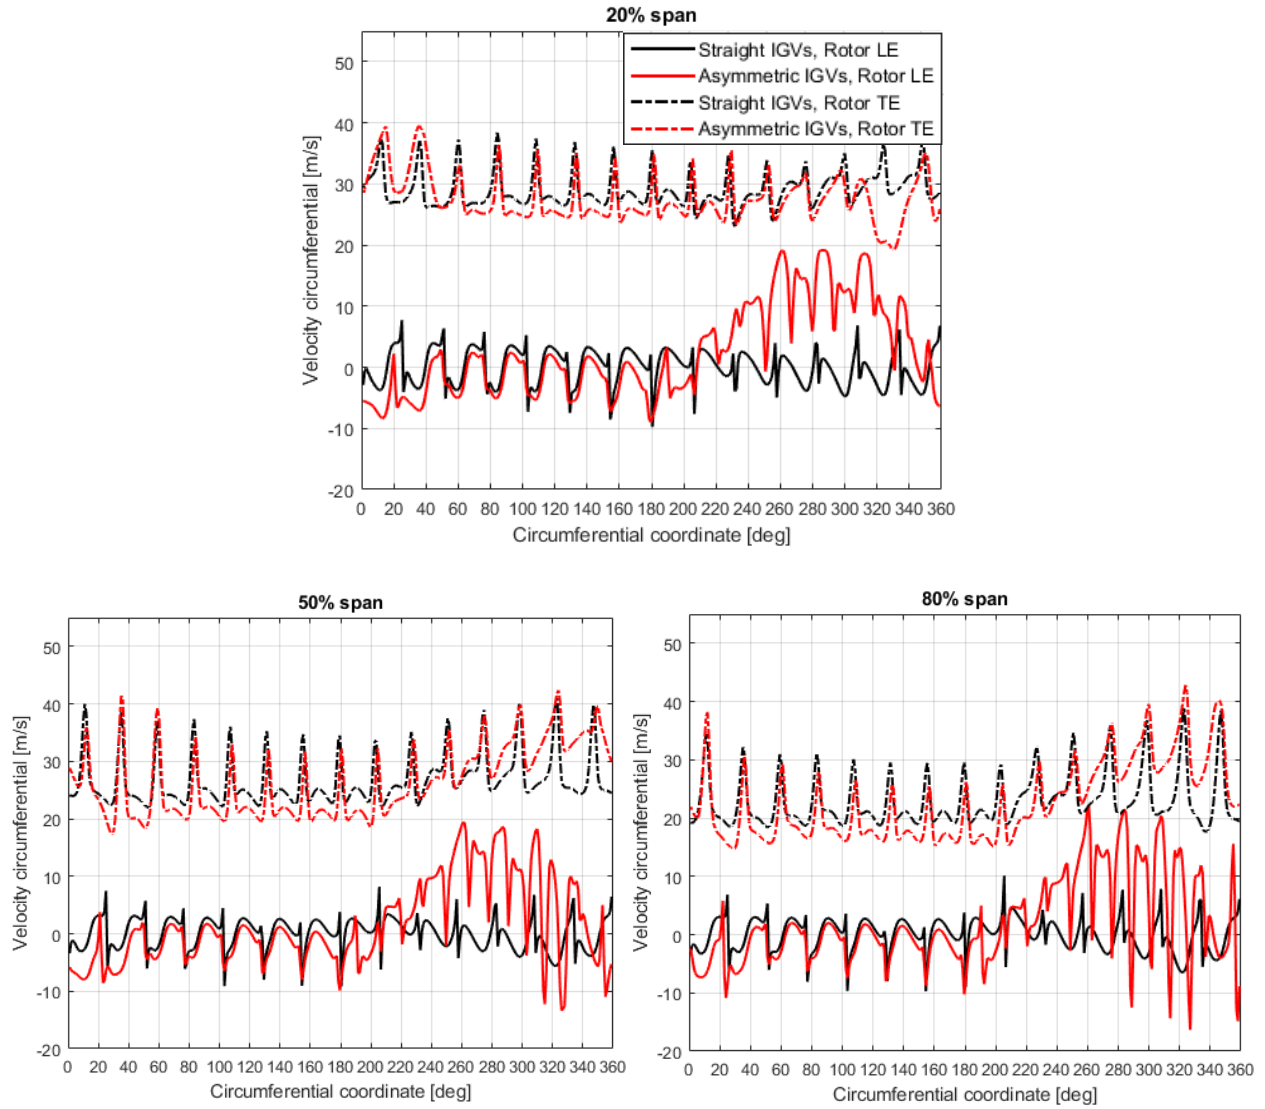 20% span
Straight IGVs, Rotor LE
Asymmetric IGVs, Rotor LE
Straight IGVs, Rotor TE
Asymmetric IGVs, Rotor TE
Velocity circumferential [m/s]
50
40
30
20
10
0
-10
-20
0 20 40 60 80 100 120 140 160 180 200 220 240 260 280 300 320 340 360
Circumferential coordinate [deg]
50% span
Velocity circumferential [m/s]
50
40
30
20
10
0
-10
-20
0 20 40 60 80 100 120 140 160 180 200 220 240 260 280 300 320 340 360
Circumferential coordinate [deg]
80% span
Velocity circumferential [m/s]
50
40
30
20
10
0
-10
-20
0 20 40 60 80 100 120 140 160 180 200 220 240 260 280 300 320 340 360
Circumferential coordinate [deg]